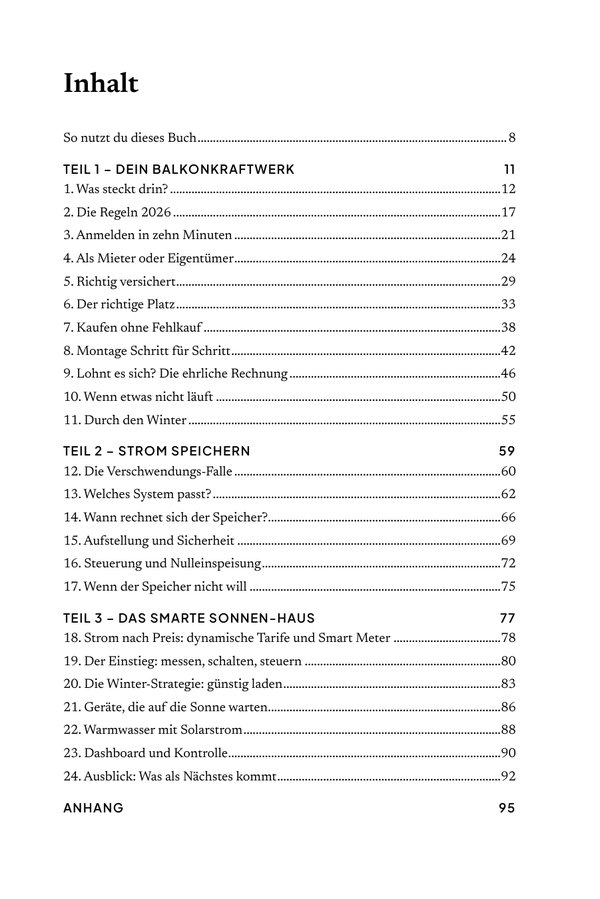 Inhalt
So nutzt du dieses Buch........................................................................................................8
TEIL 1 – DEIN BALKONKRAFTWERK 11
1. Was steckt drin?...............................................................................................................12
2. Die Regeln 2026..............................................................................................................17
3. Anmelden in zehn Minuten..........................................................................................21
4. Als Mieter oder Eigentümer..........................................................................................24
5. Richtig versichert.............................................................................................................29
6. Der richtige Platz.............................................................................................................33
7. Kaufen ohne Fehlkauf....................................................................................................38
8. Montage Schritt für Schritt............................................................................................42
9. Lohnt es sich? Die ehrliche Rechnung........................................................................46
10. Wenn etwas nicht läuft................................................................................................50
11. Durch den Winter.........................................................................................................55
TEIL 2 – STROM SPEICHERN 59
12. Die Verschwendungs-Falle..........................................................................................60
13. Welches System passt?.................................................................................................62
14. Wann rechnet sich der Speicher?................................................................................66
15. Aufstellung und Sicherheit..........................................................................................69
16. Steuerung und Nulleinspeisung..................................................................................72
17. Wenn der Speicher nicht will......................................................................................75
TEIL 3 – DAS SMARTE SONNEN-HAUS 77
18. Strom nach Preis: dynamische Tarife und Smart Meter...........................................78
19. Der Einstieg: messen, schalten, steuern.....................................................................80
20. Die Winter-Strategie: günstig laden...........................................................................83
21. Geräte, die auf die Sonne warten................................................................................86
22. Warmwasser mit Solarstrom.......................................................................................88
23. Dashboard und Kontrolle............................................................................................90
24. Ausblick: Was als Nächstes kommt.............................................................................92
ANHANG 95